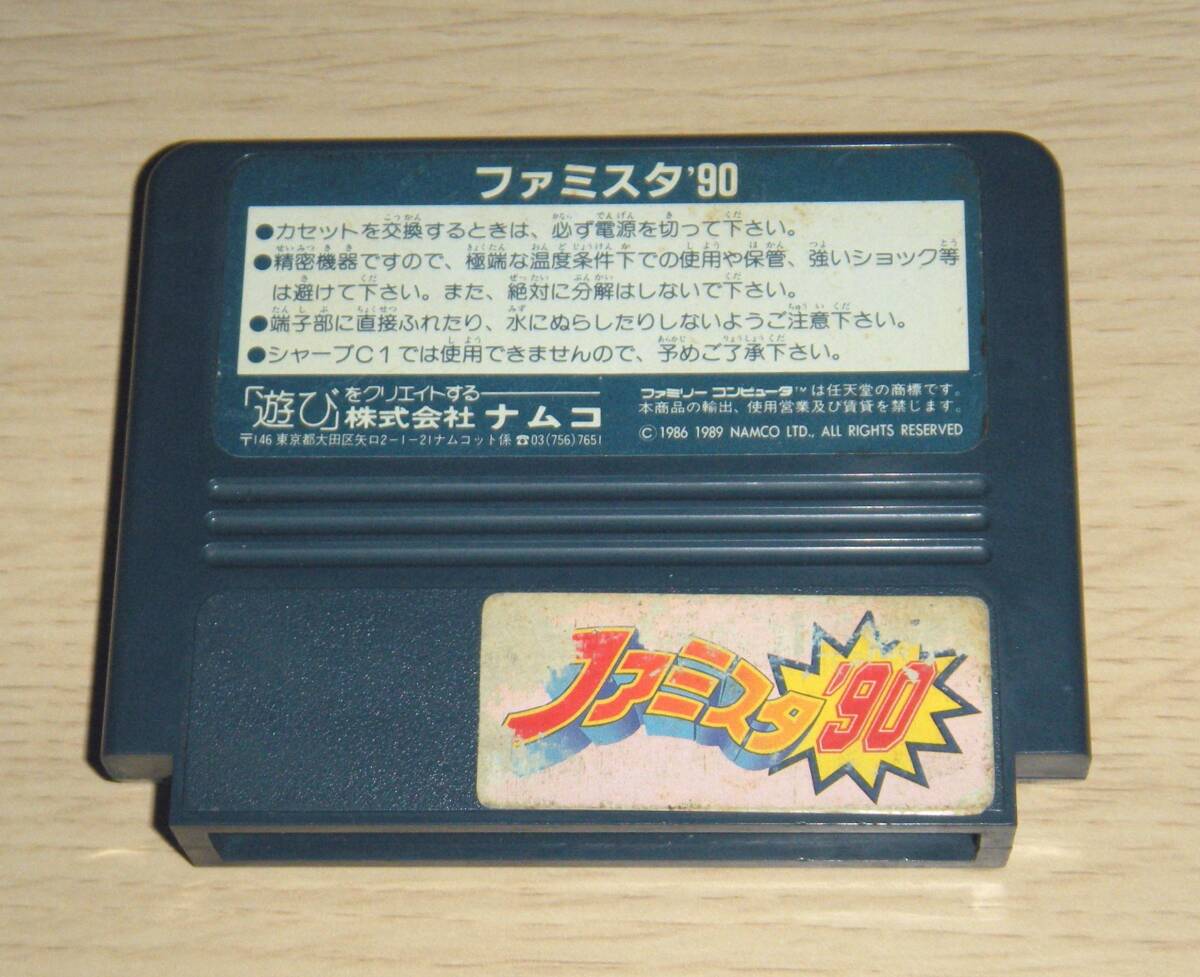 ファミスタ'90
●カセットを交換するときは、必ず電源を切って下さい。
●精密機器ですので、極端な温度条件下での使用や保管、強いショック等
は避けて下さい。また、絶対に分解はしないで下さい。
●端子部に直接ふれたり、水にぬらしたりしないようご注意下さい。
●シャープC1では使用できませんので、予めご了承下さい。
「遊び」をクリエイトする
株式会社 ナムコ
〒146 東京都大田区矢口2-1-21ナムコット係 ☎03(756)7651
ファミリー コンピュータ™は任天堂の商標です。
本商品の輸出、使用営業及び賃貸を禁じます。
Ⓒ 1986 1989 NAMCO LTD., ALL RIGHTS RESERVED
ファミスタ'90